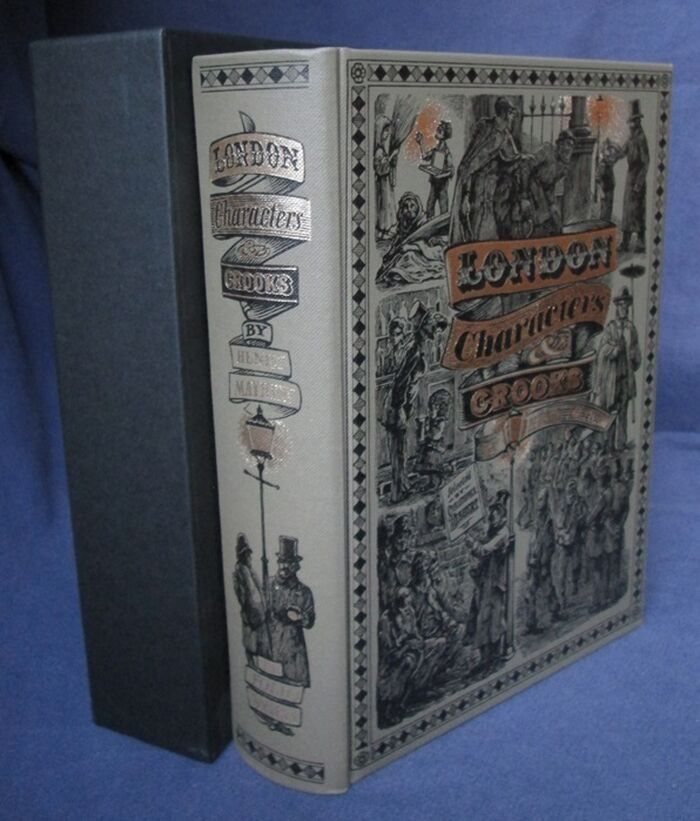 LONDON
Characters
&
CROOKS
BY
HENRY
MAYHEW
LONDON
Characters
&
CROOKS